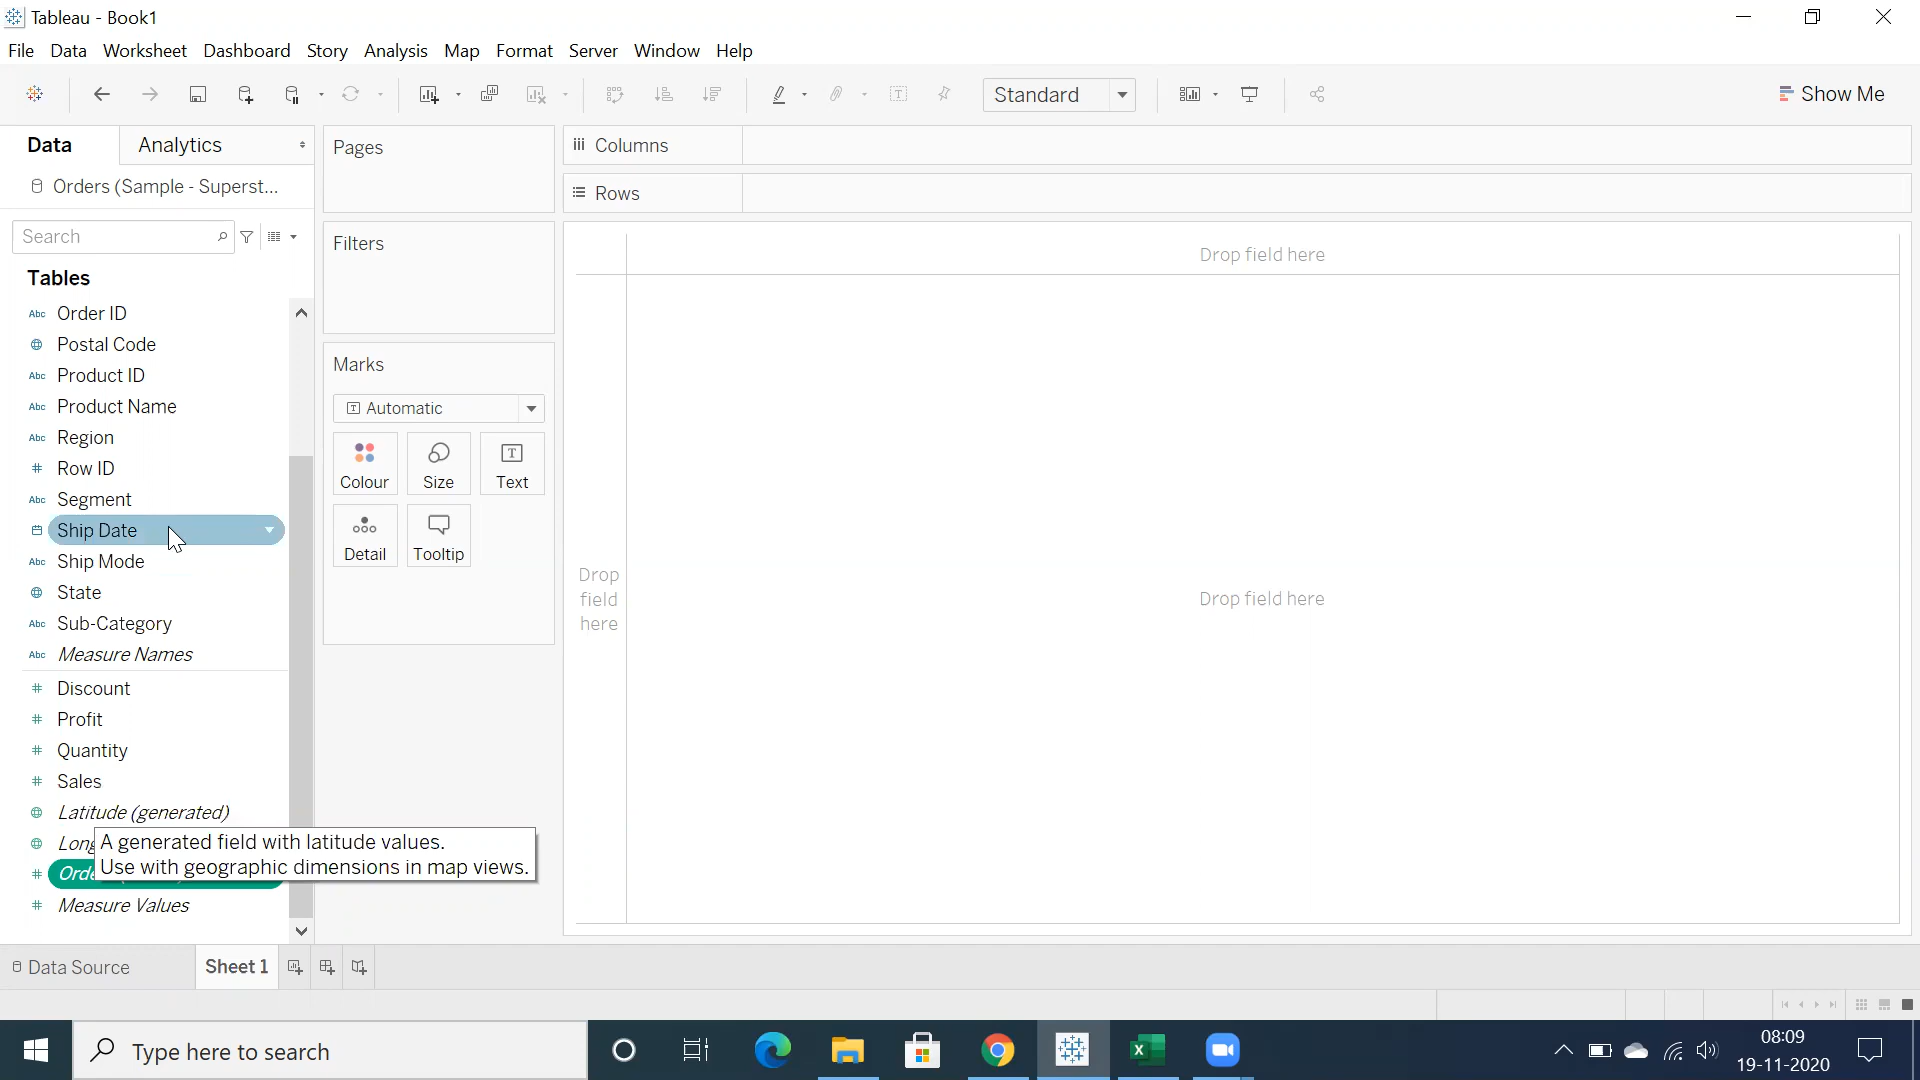 Tableau - Book1
File Data Worksheet Dashboard Story Analysis Map Format Server Window Help
Standard
Show Me
Data
Analytics
Pages
Columns
Orders (Sample - Superst...
Rows
Search
Filters
Drop field here
Tables
Order ID
Postal Code
Product ID
Product Name
Region
Row ID
Segment
Ship Date
Ship Mode
State
Sub-Category
Measure Names
Discount
Profit
Quantity
Sales
Latitude (generated)
Long
A generated field with latitude values.
Use with geographic dimensions in map views.
Measure Values
Marks
Automatic
Colour
Size
Text
Detail
Tooltip
Drop
field
here
Drop field here
Data Source
Sheet 1
Type here to search
08:09
19-11-2020